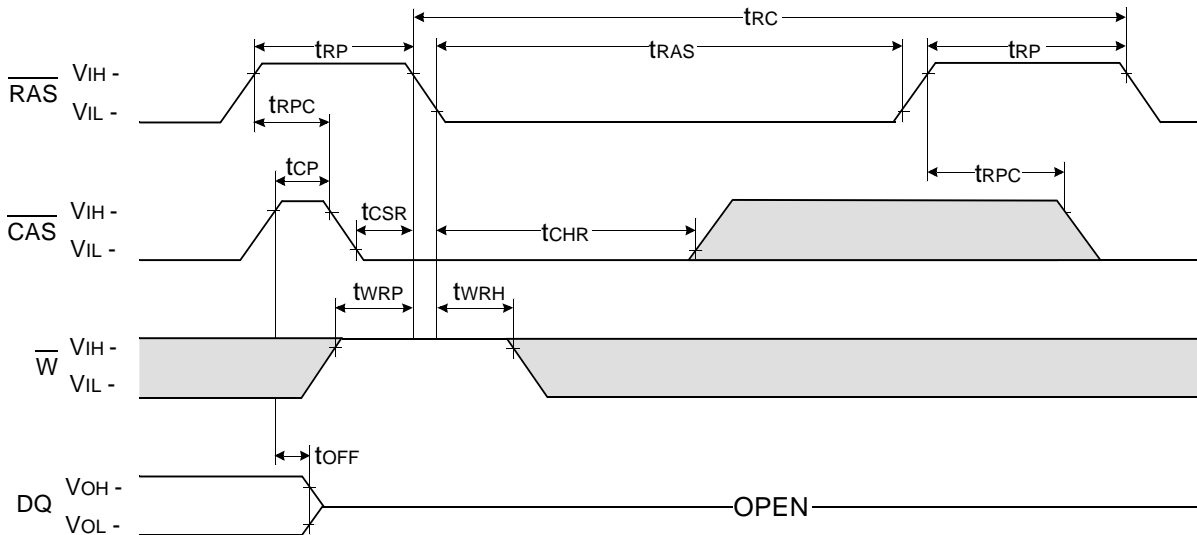 tRC
tRP tRAS tRP
RAS VIH -
VIL -
tRPC
tCP tRPC
CAS VIH -
VIL -
tCSR tCHR
tWRP tWRH
W VIH -
VIL -
tOFF
DQ VOH -
VOL -
OPEN